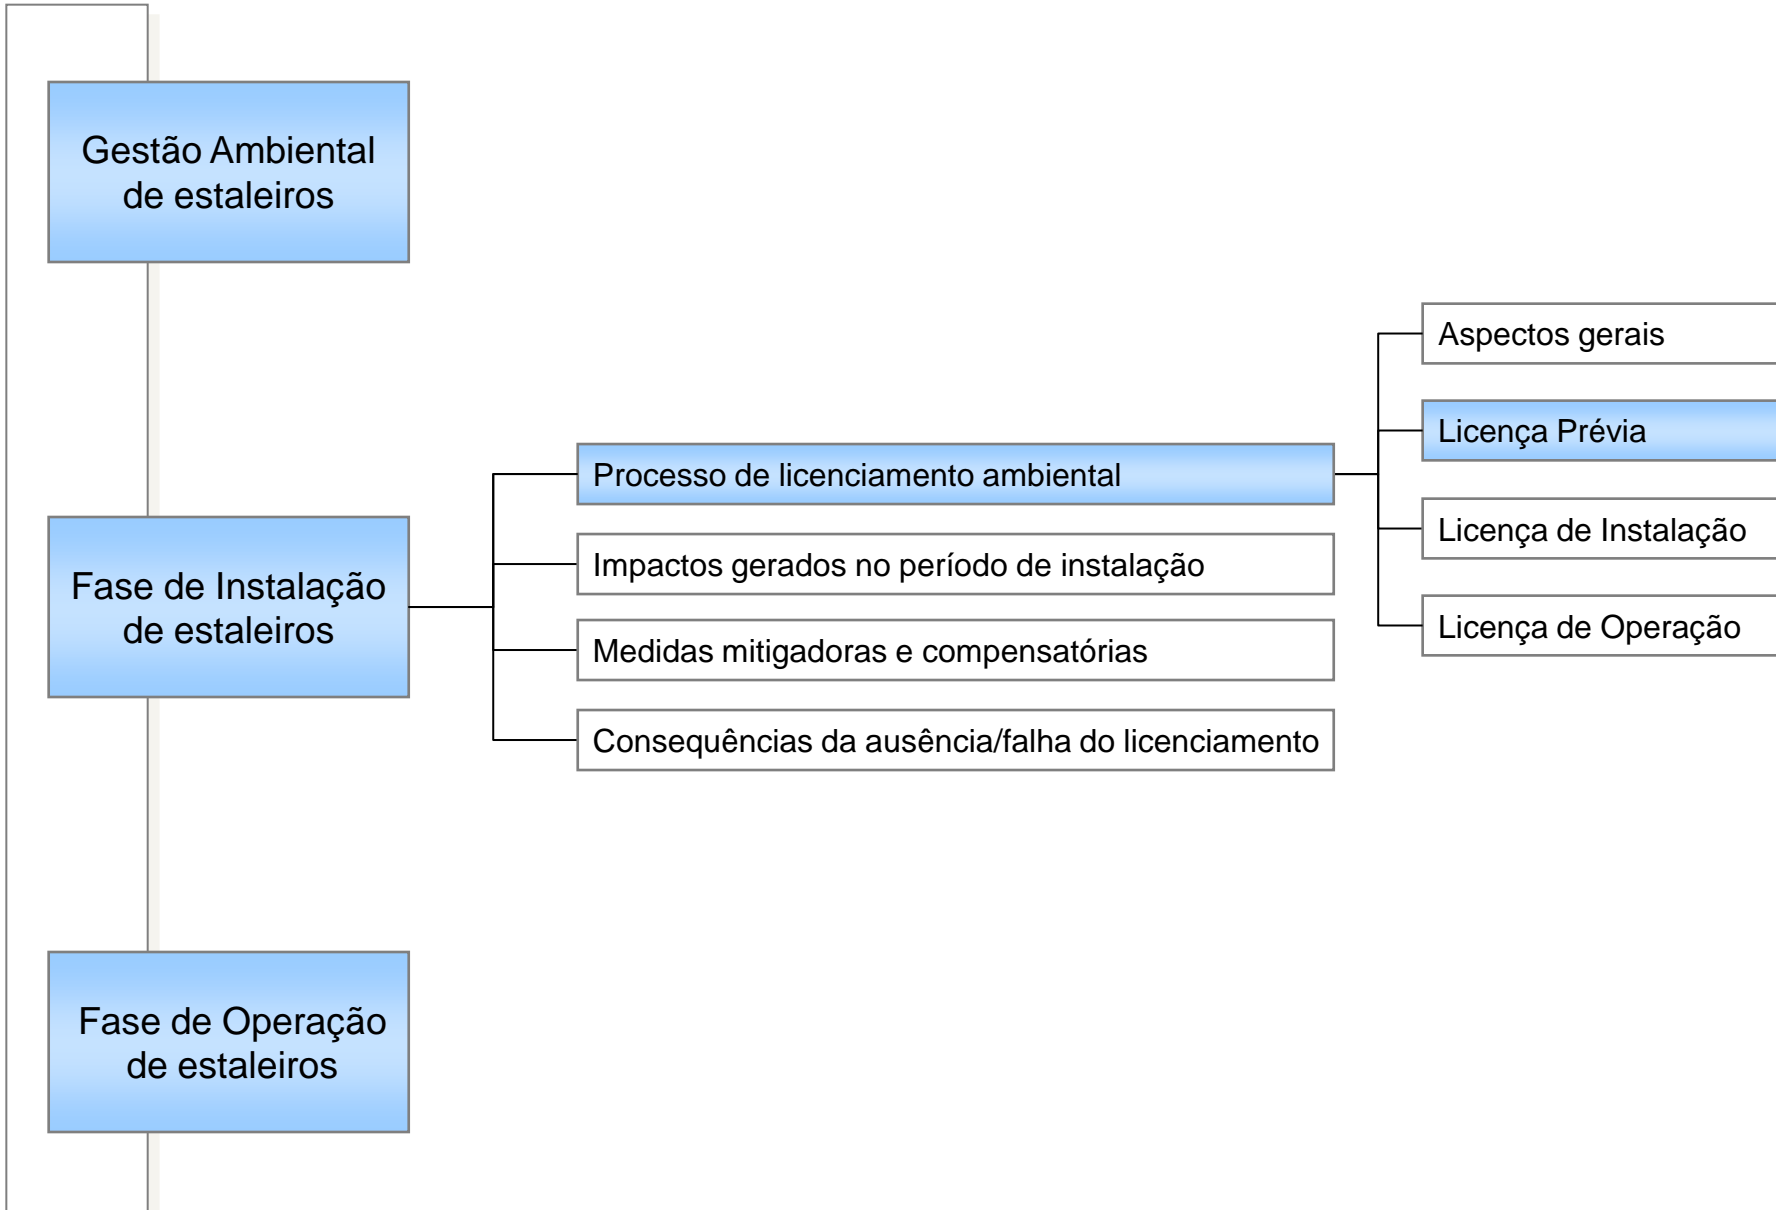 Gestão Ambiental
de estaleiros
Fase de Instalação
de estaleiros
Processo de licenciamento ambiental
Impactos gerados no período de instalação
Medidas mitigadoras e compensatórias
Consequências da ausência/falha do licenciamento
Aspectos gerais
Licença Prévia
Licença de Instalação
Licença de Operação
Fase de Operação
de estaleiros